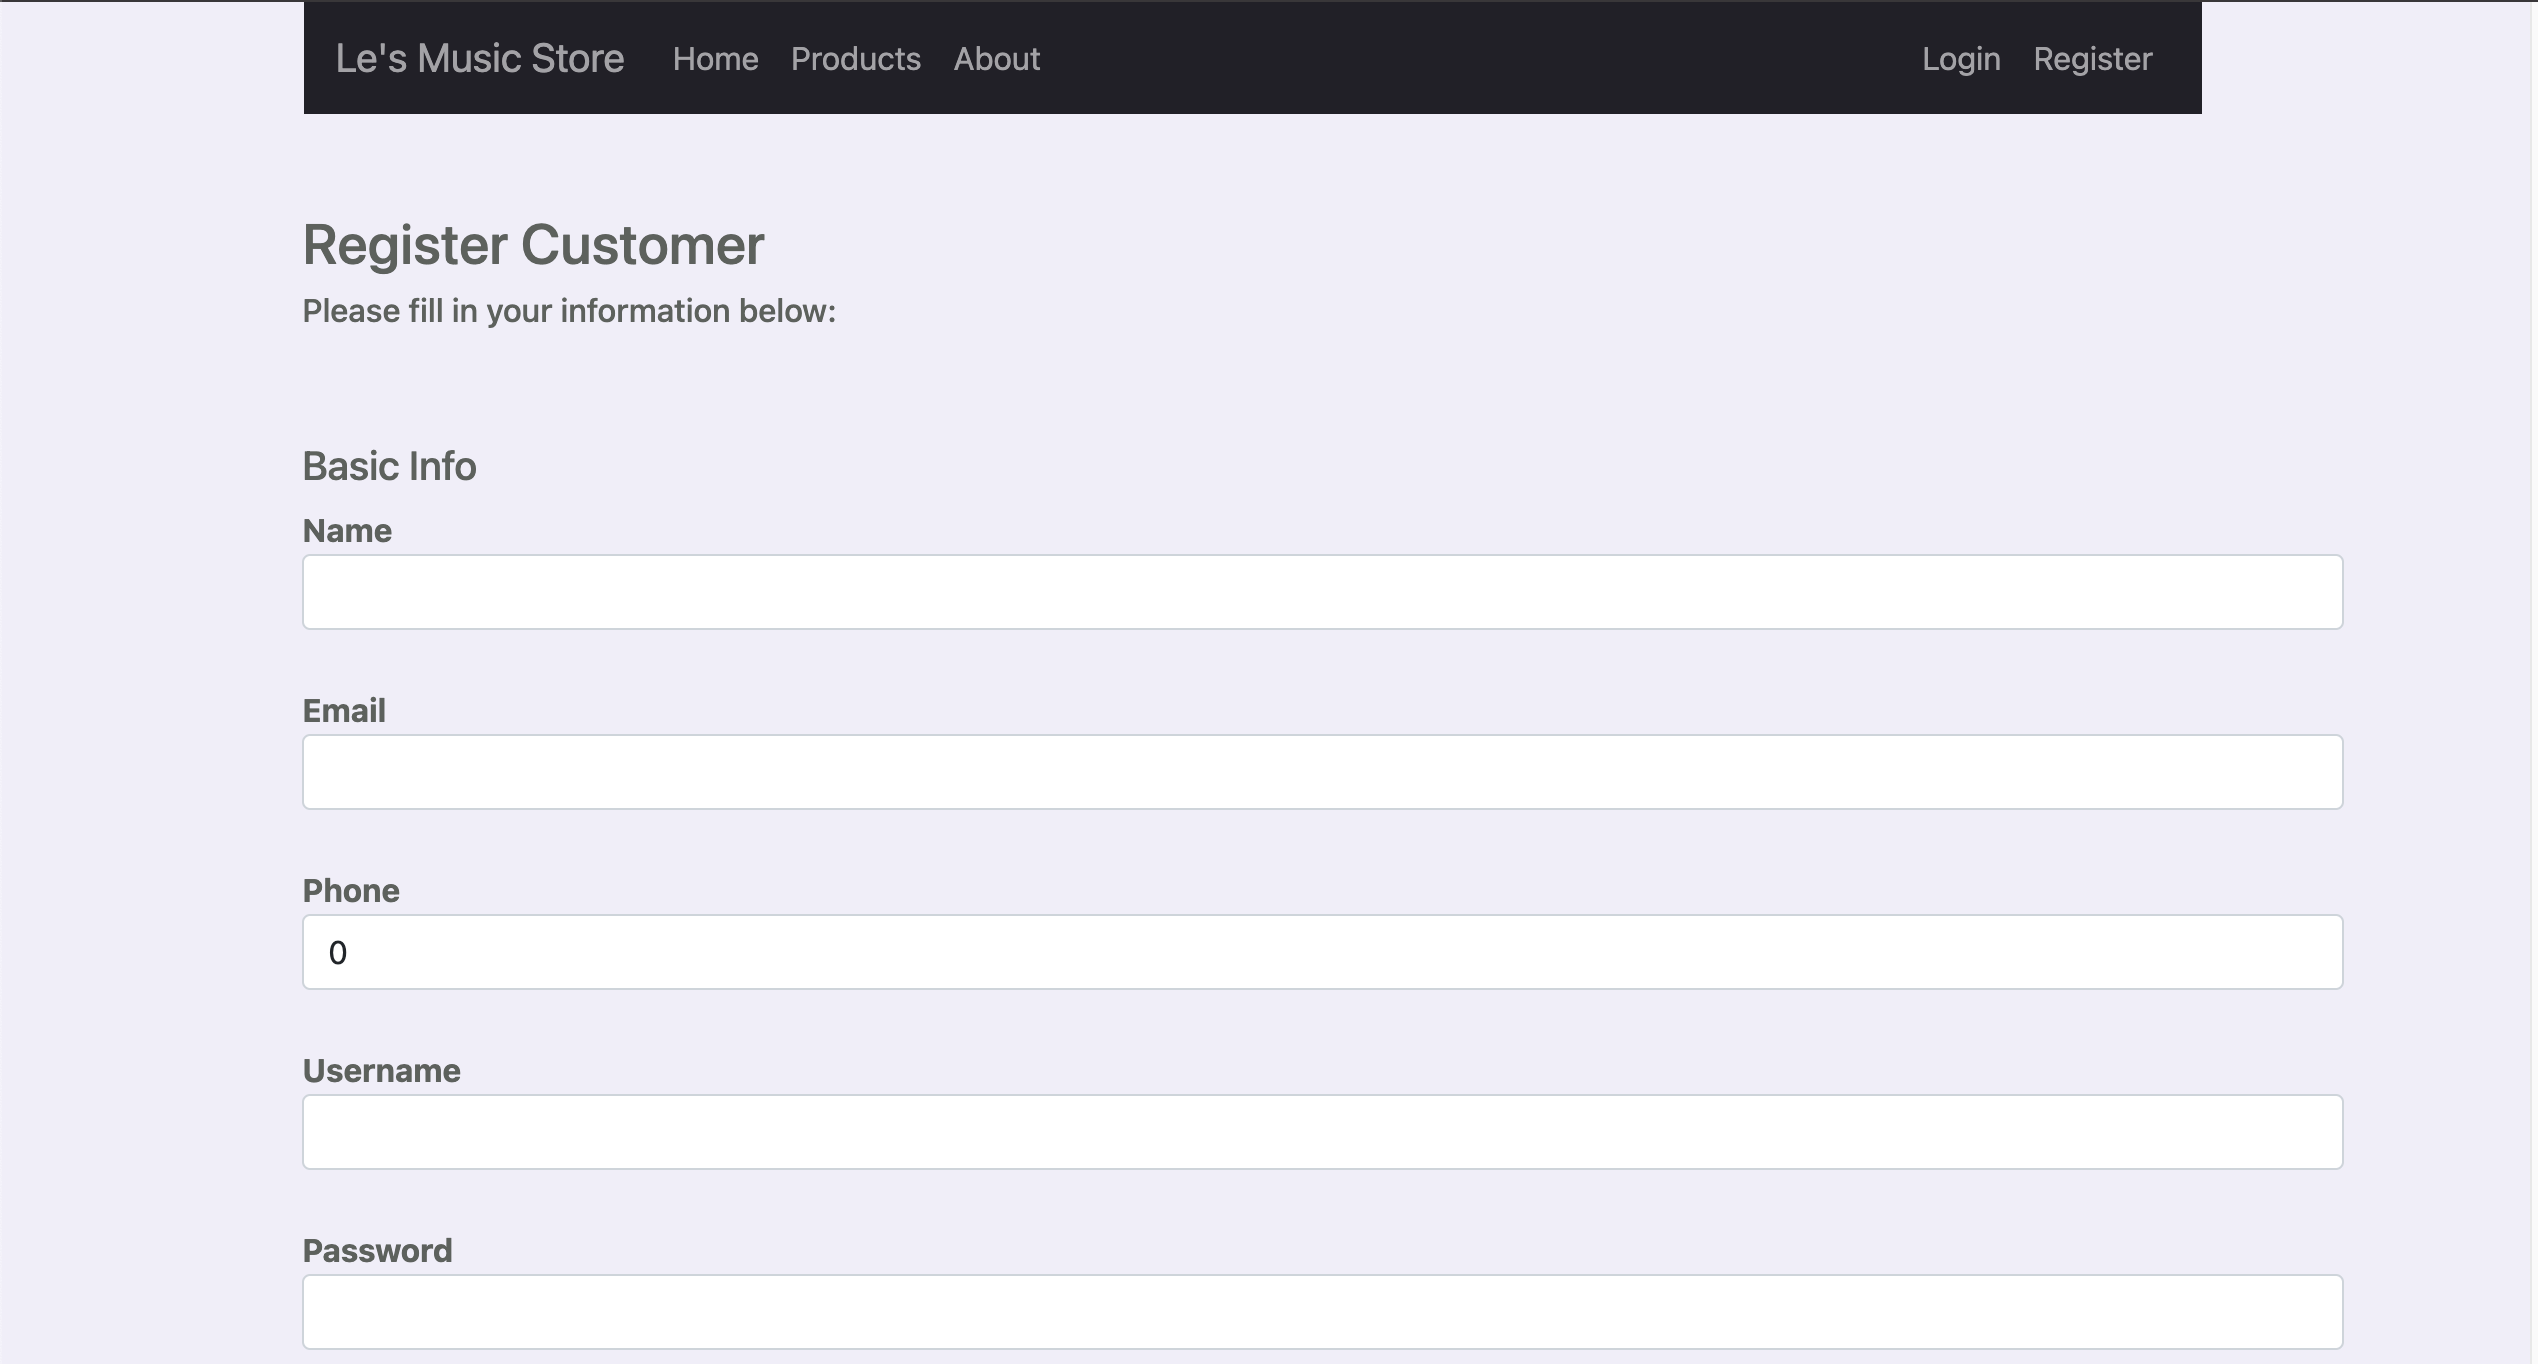 Le's Music Store Home Products About Login Register
Register Customer
Please fill in your information below:
Basic Info
Name
Email
Phone
0
Username
Password